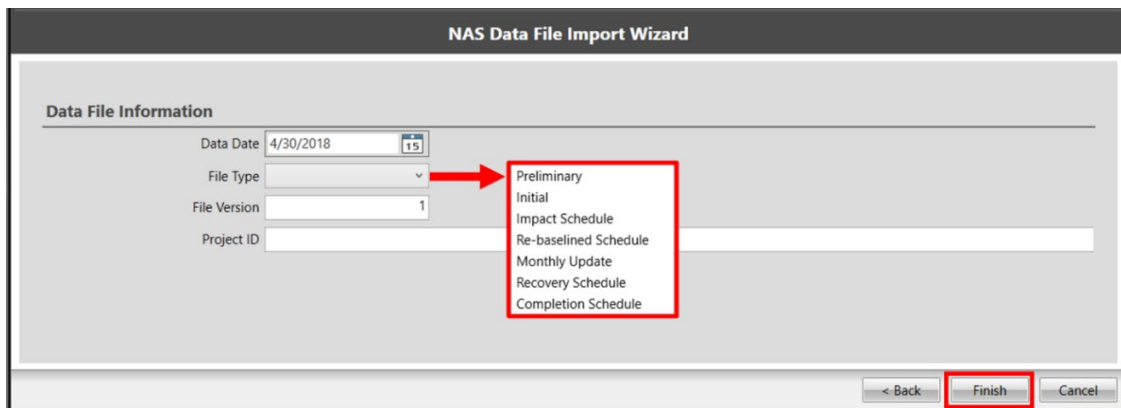 NAS Data File Import Wizard
Data File Information
Data Date 4/30/2018 15
File Type
Preliminary
Initial
Impact Schedule
Re-baselined Schedule
Monthly Update
Recovery Schedule
Completion Schedule
File Version 1
Project ID
< Back Finish Cancel